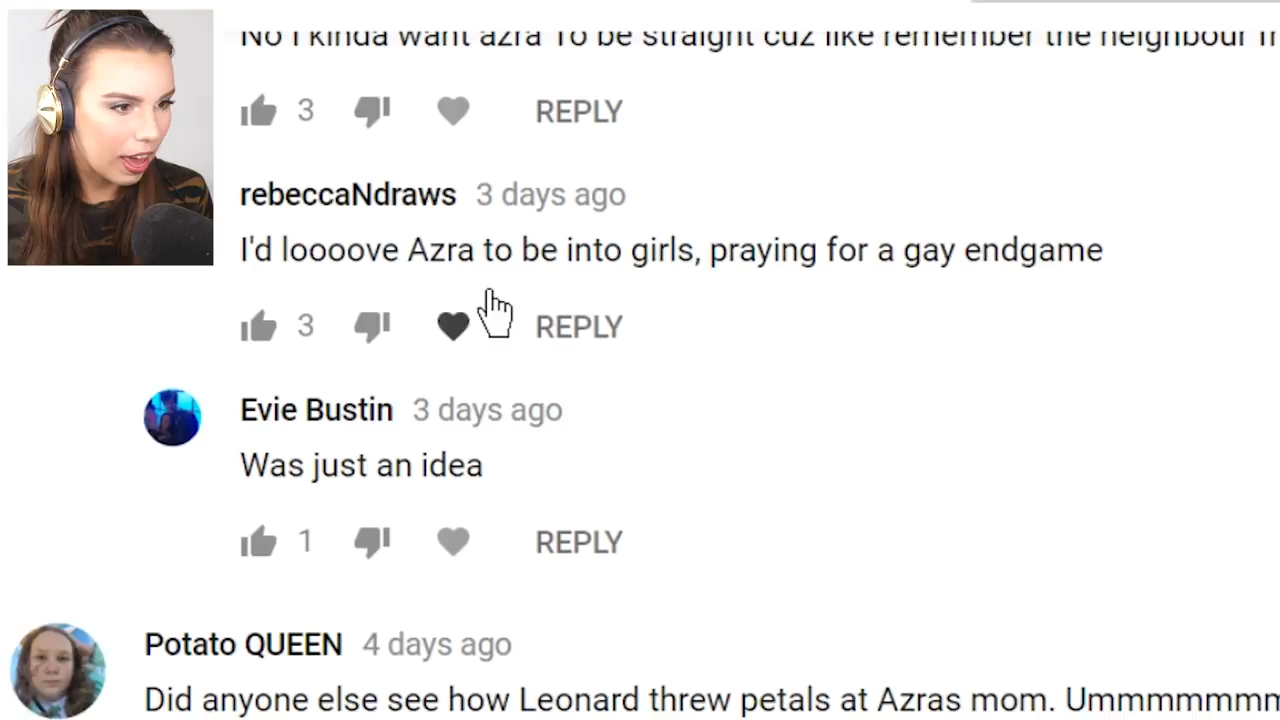 No I kinda want azra To be straight cuz like remember the neighbour
3 REPLY
rebeccaNdraws 3 days ago
I'd loooove Azra to be into girls, praying for a gay endgame
3 REPLY
Evie Bustin 3 days ago
Was just an idea
1 REPLY
Potato QUEEN 4 days ago
Did anyone else see how Leonard threw petals at Azras mom. Ummmmmmm